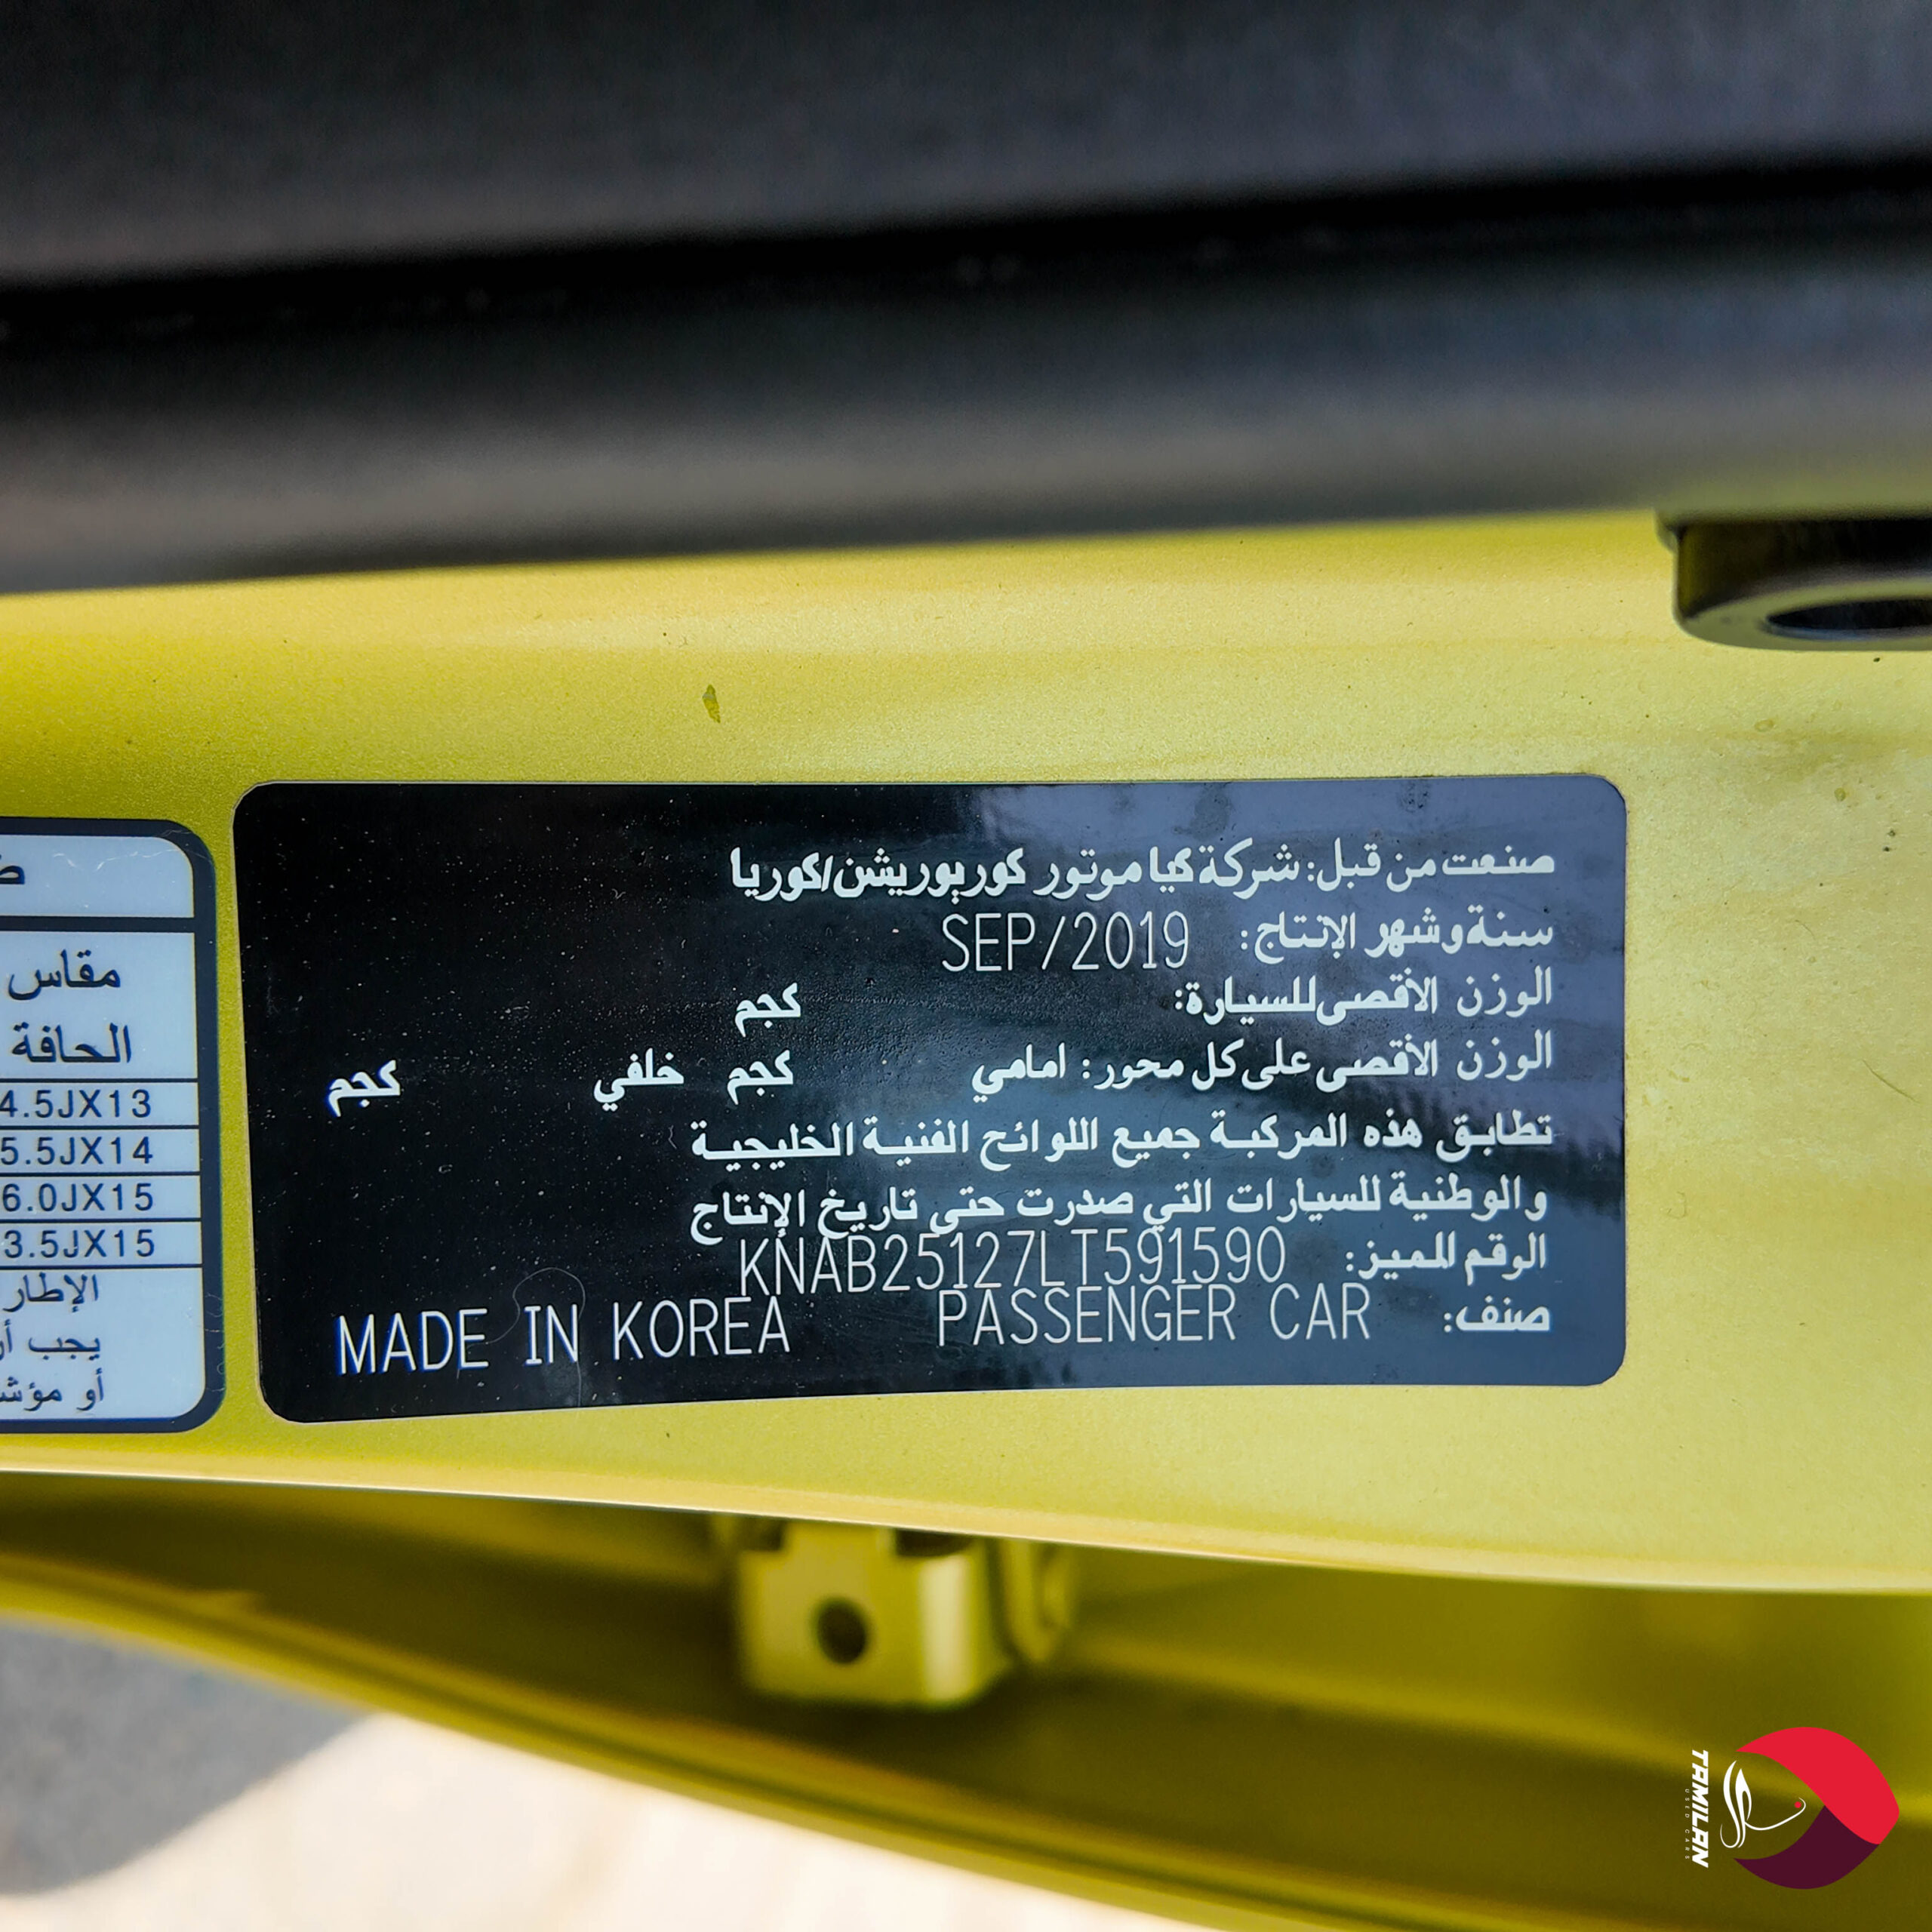 صنعت من قبل: شركة كيا موتور كوربوريشن/كوريا
سنة وشهر الإنتاج: SEP/2019
الوزن الأقصى للسيارة: كجم
الوزن الأقصى على كل محور: امامي كجم خلفي كجم
تطابق هذه المركبة جميع اللوائح الفنية الخليجية
والوطنية للسيارات التي صدرت حتى تاريخ الإنتاج
الرقم المميز: KNAB25127LT591590
صنف: PASSENGER CAR MADE IN KOREA
مقاس
الحافة
4.5JX13
5.5JX14
6.0JX15
3.5JX15
الإطار
يجب
أو
TAMILAN
USED CARS